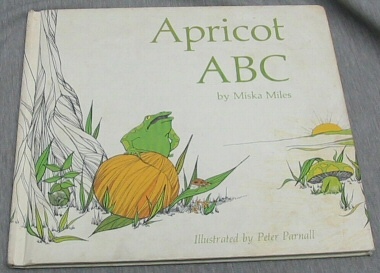 Apricot
ABC
by Miska Miles
Illustrated by Peter Parnall